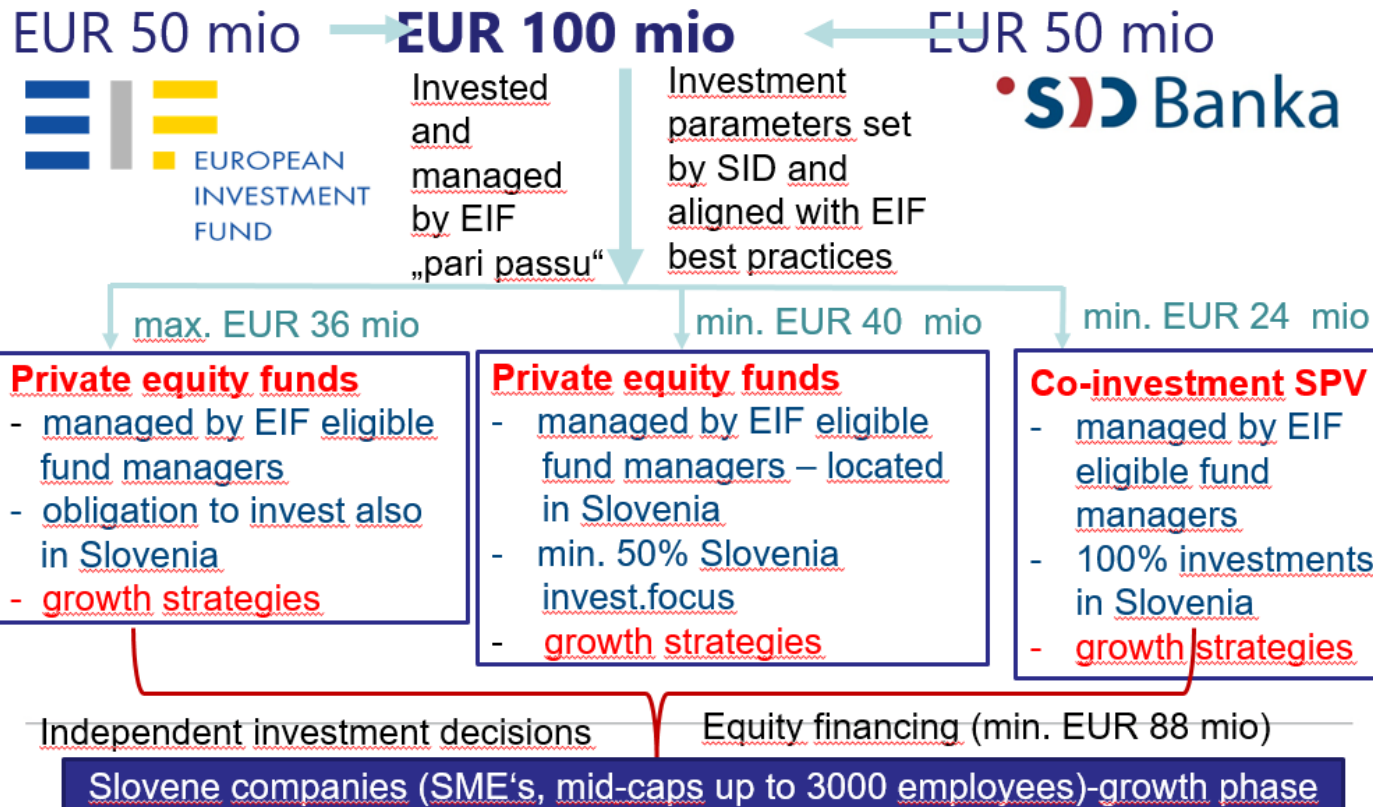 EUR 50 mio
EUR 100 mio
EUR 50 mio
EUROPEAN
INVESTMENT
FUND
Invested
and
managed
by EIF
„pari passu“
Investment
parameters set
by SID and
aligned with EIF
best practices
SID Banka
max. EUR 36 mio
min. EUR 40 mio
min. EUR 24 mio
Private equity funds
- managed by EIF eligible
fund managers
- obligation to invest also
in Slovenia
- growth strategies
Private equity funds
- managed by EIF eligible
fund managers – located
in Slovenia
- min. 50% Slovenia
invest.focus
- growth strategies
Co-investment SPV
- managed by EIF
eligible fund
managers
- 100% investments
in Slovenia
- growth strategies
Independent investment decisions
Equity financing (min. EUR 88 mio)
Slovene companies (SME‘s, mid-caps up to 3000 employees)-growth phase